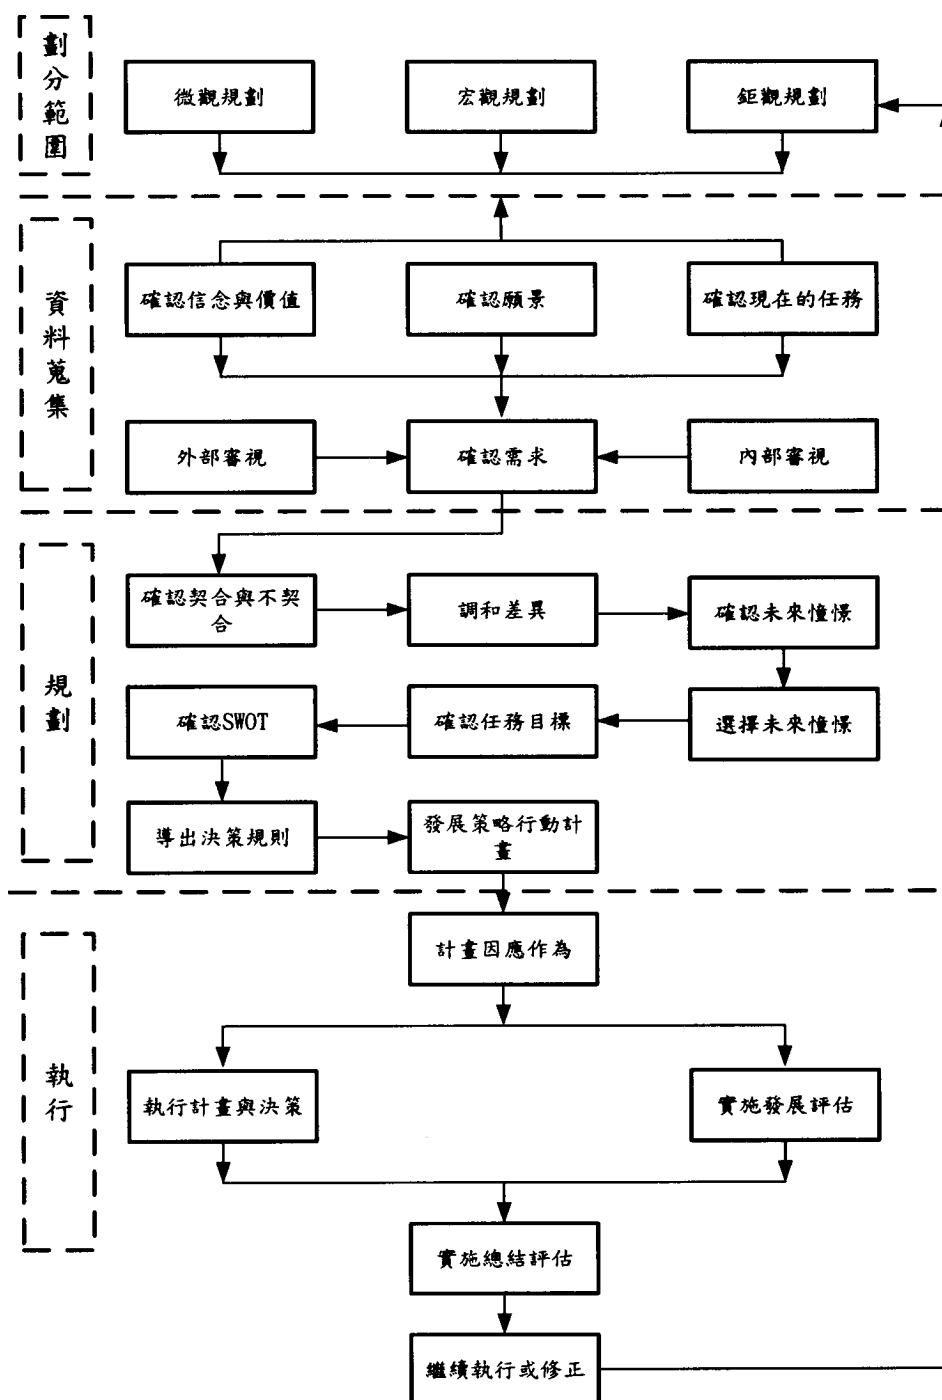 劃分範圍
微觀規劃
宏觀規劃
鉅觀規劃
資料蒐集
確認信念與價值
確認願景
確認現在的任務
外部審視
確認需求
內部審視
規劃
確認契合與不契
合
調和差異
確認未來憧憬
確認SWOT
確認任務目標
選擇未來憧憬
導出決策規則
發展策略行動計
畫
計畫因應作為
執行
執行計畫與決策
實施發展評估
實施總結評估
繼續執行或修正